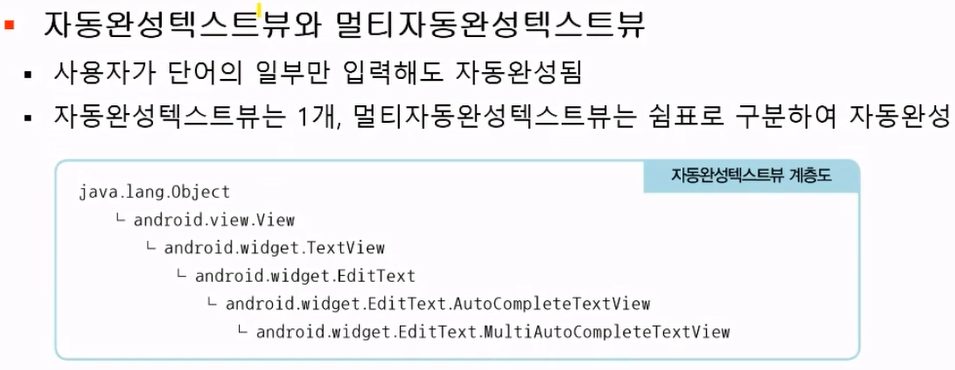 자동완성텍스트뷰와 멀티자동완성텍스트뷰
사용자가 단어의 일부만 입력해도 자동완성됨
자동완성텍스트뷰는 1개, 멀티자동완성텍스트뷰는 쉼표로 구분하여 자동완성
자동완성텍스트뷰 계층도
java.lang.Object
└ android.view.View
└ android.widget.TextView
└ android.widget.EditText
└ android.widget.EditText.AutoCompleteTextView
└ android.widget.EditText.MultiAutoCompleteTextView